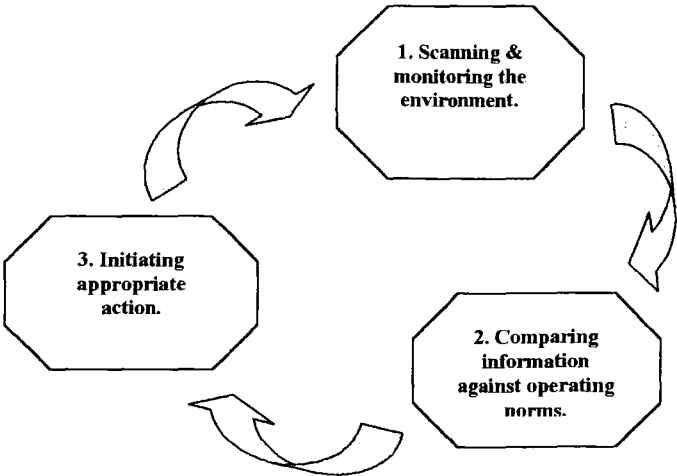 1. Scanning &
monitoring the
environment.
2. Comparing
information
against operating
norms.
3. Initiating
appropriate
action.